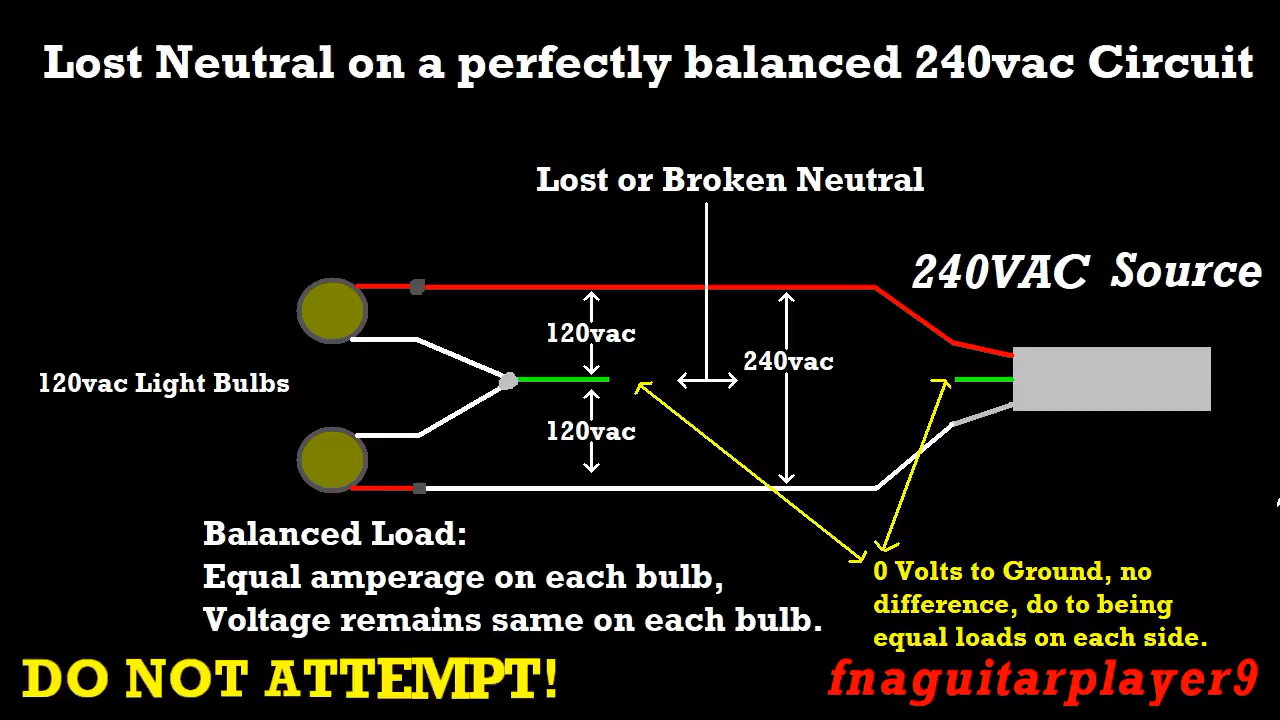 Lost Neutral on a perfectly balanced 240vac Circuit
Lost or Broken Neutral
240VAC Source
120vac
240vac
120vac Light Bulbs
120vac
Balanced Load:
Equal amperage on each bulb,
Voltage remains same on each bulb.
0 Volts to Ground, no
difference, do to being
equal loads on each side.
DO NOT ATTEMPT!
fnaguitarplayer9